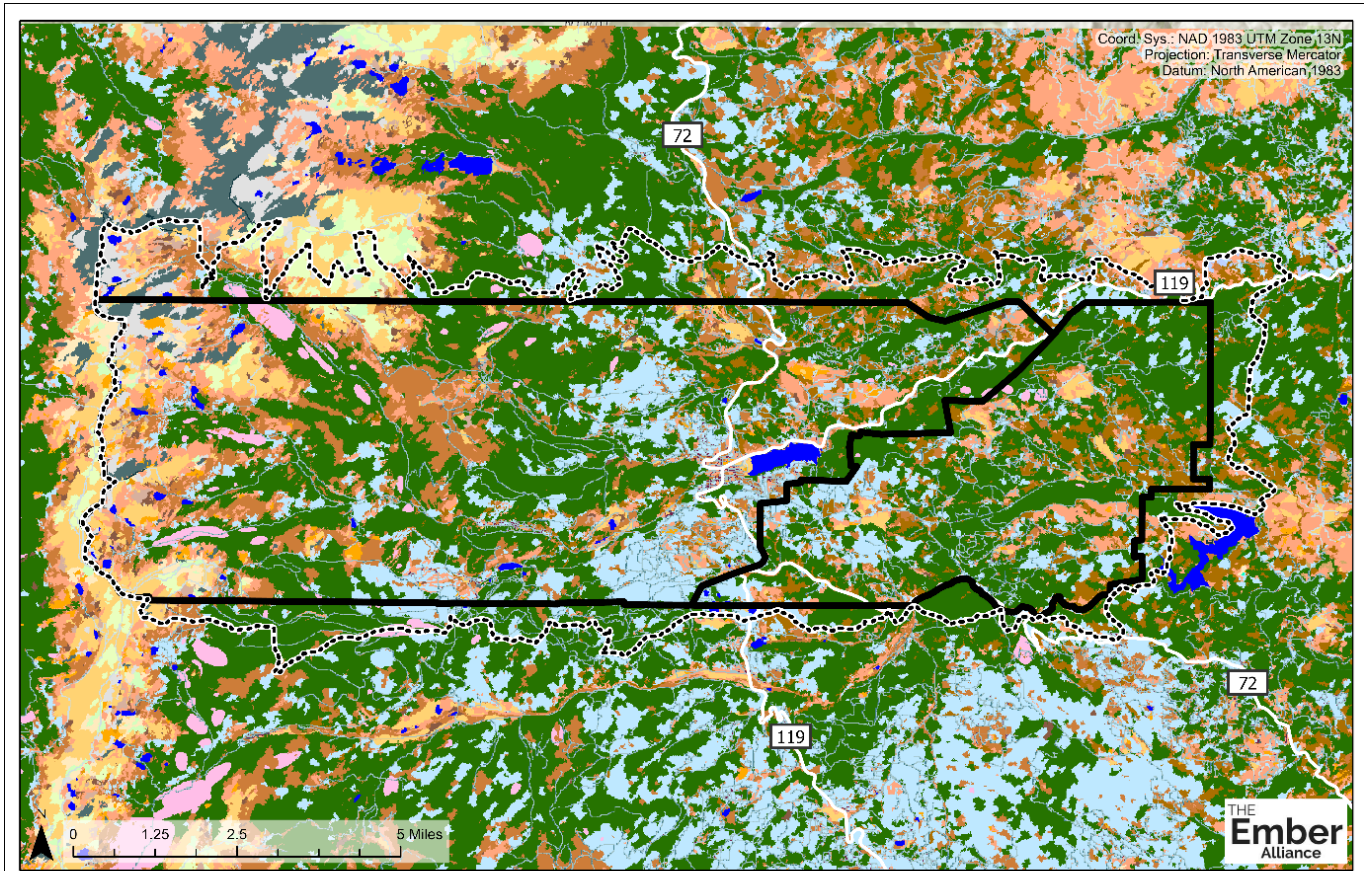 Coord. Sys.: NAD 1983 UTM Zone 13N
Projection: Transverse Mercator
Datum: North American 1983
72
119
72
119
N
0 1.25 2.5 5 Miles
THE
Ember
Alliance